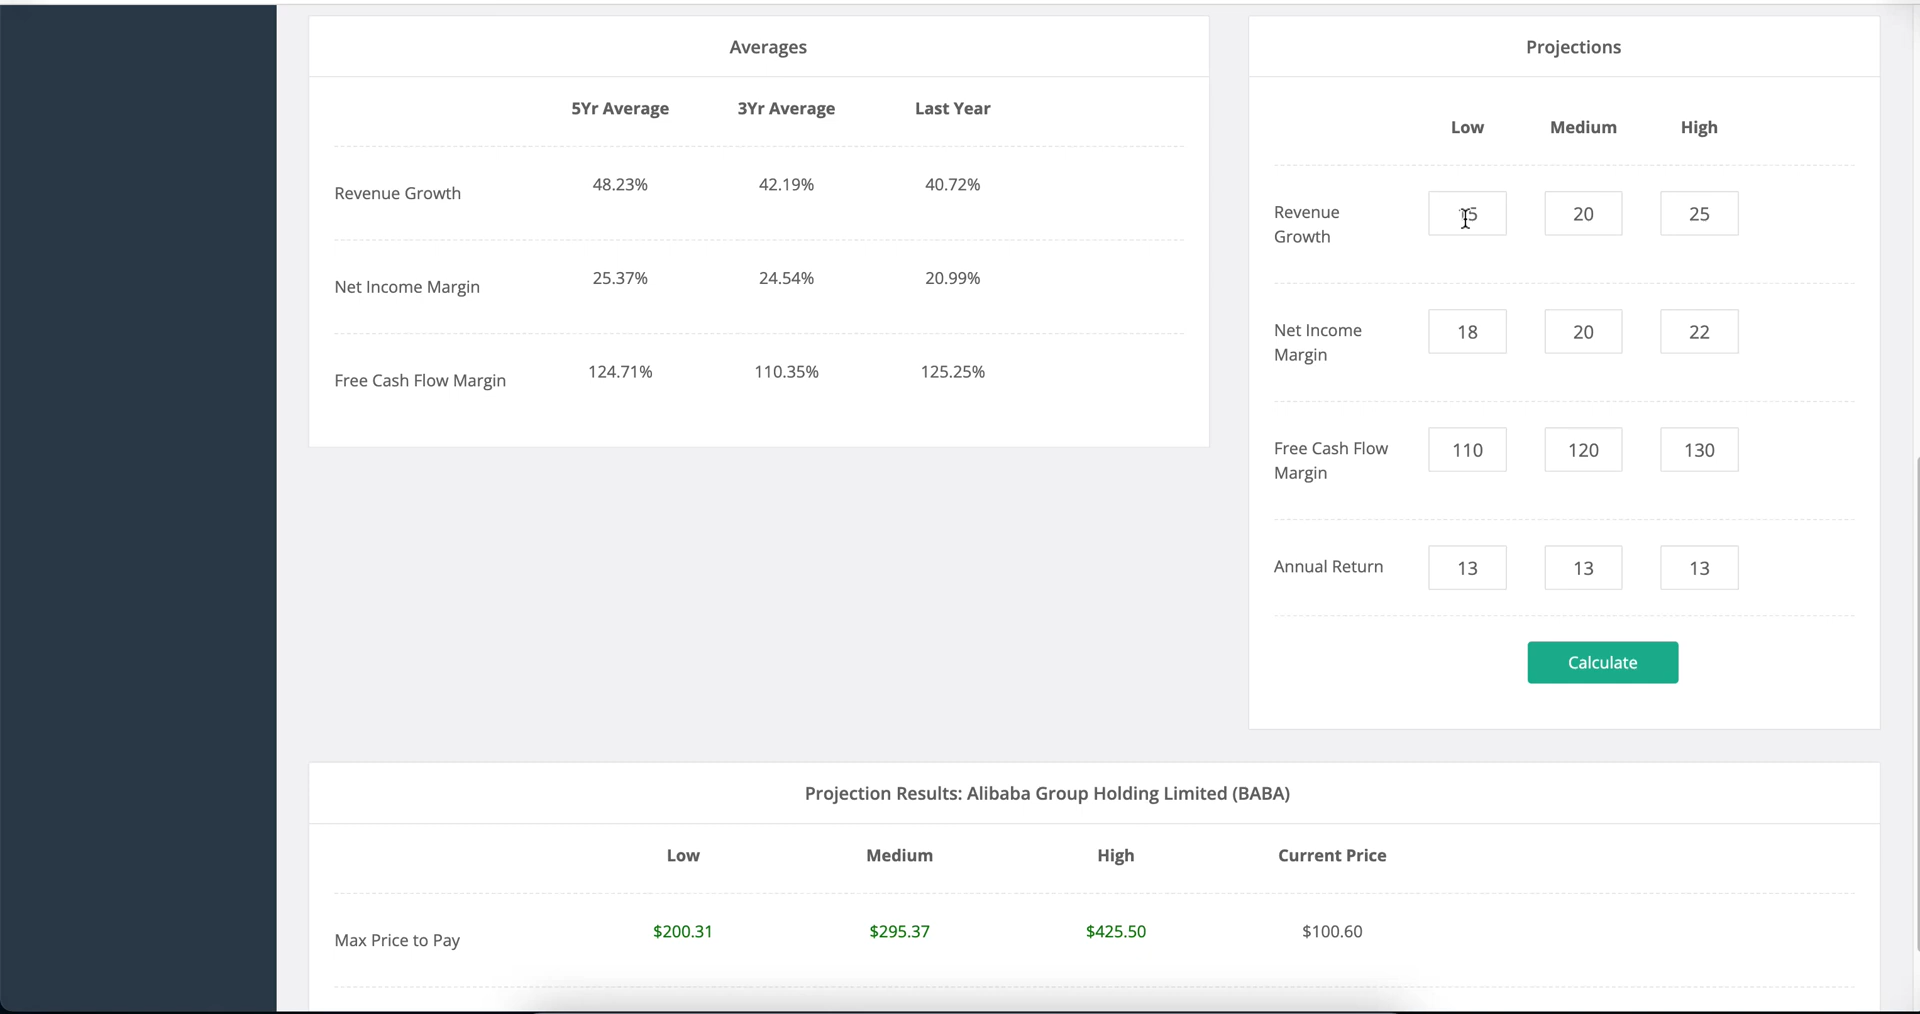 Averages
5Yr Average 3Yr Average Last Year
Revenue Growth 48.23% 42.19% 40.72%
Net Income Margin 25.37% 24.54% 20.99%
Free Cash Flow Margin 124.71% 110.35% 125.25%
Projections
Low Medium High
Revenue
Growth
20 25
Net Income
Margin
18 20 22
Free Cash Flow
Margin
110 120 130
Annual Return 13 13 13
Calculate
Projection Results: Alibaba Group Holding Limited (BABA)
Low Medium High Current Price
Max Price to Pay $200.31 $295.37 $425.50 $100.60